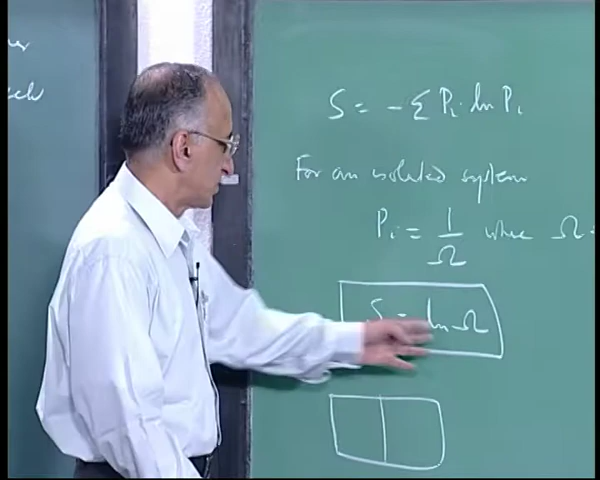 S = - Σ Pᵢ ln Pᵢ
For an isolated system
Pᵢ = 1/Ω where Ω =
S = ln Ω